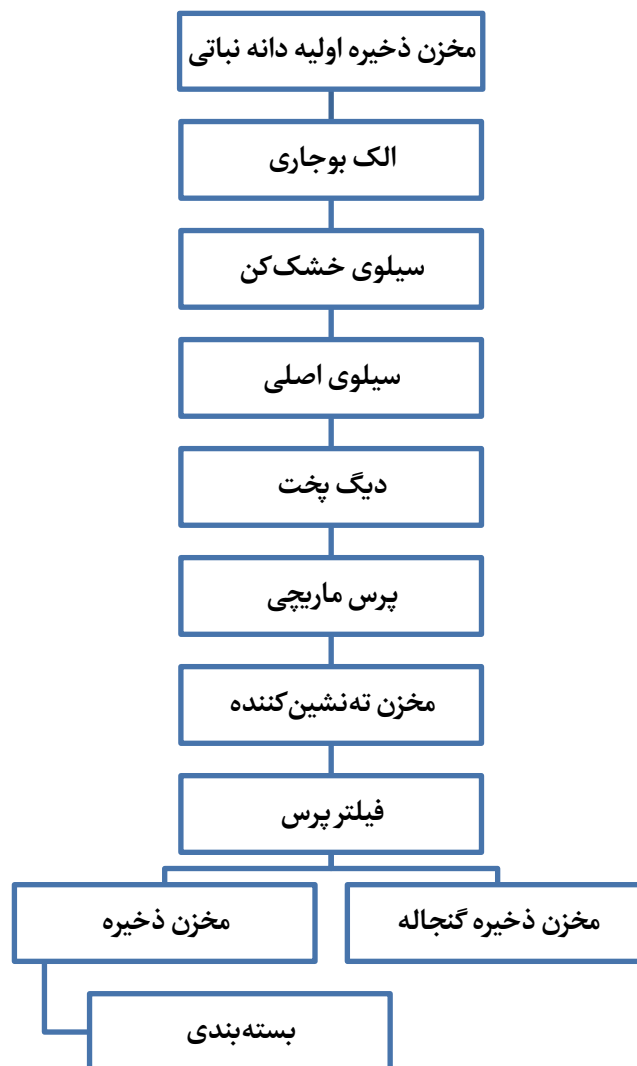 مخزن ذخیره اولیه دانه نباتی
الک بوجاری
سیلوی خشک‌کن
سیلوی اصلی
دیگ پخت
پرس ماریچی
مخزن ته‌نشین‌کننده
فیلتر پرس
مخزن ذخیره گنجاله
مخزن ذخیره
بسته‌بندی